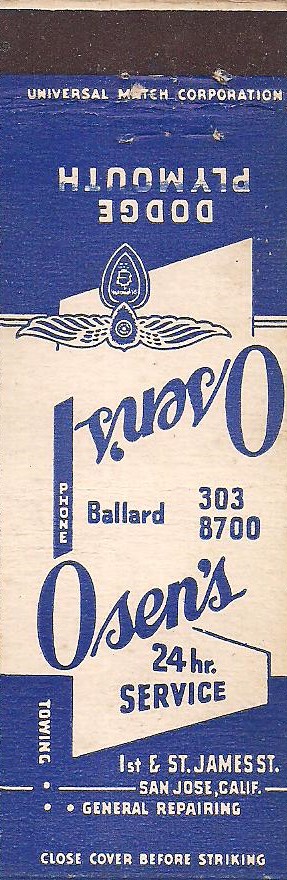 UNIVERSAL MATCH CORPORATION
DODGE
PLYMOUTH
Osen's
PHONE
Ballard 303
8700
Osen's
24 hr.
SERVICE
TOWING
1st & ST. JAMES ST.
SAN JOSE, CALIF.
• GENERAL REPAIRING
CLOSE COVER BEFORE STRIKING